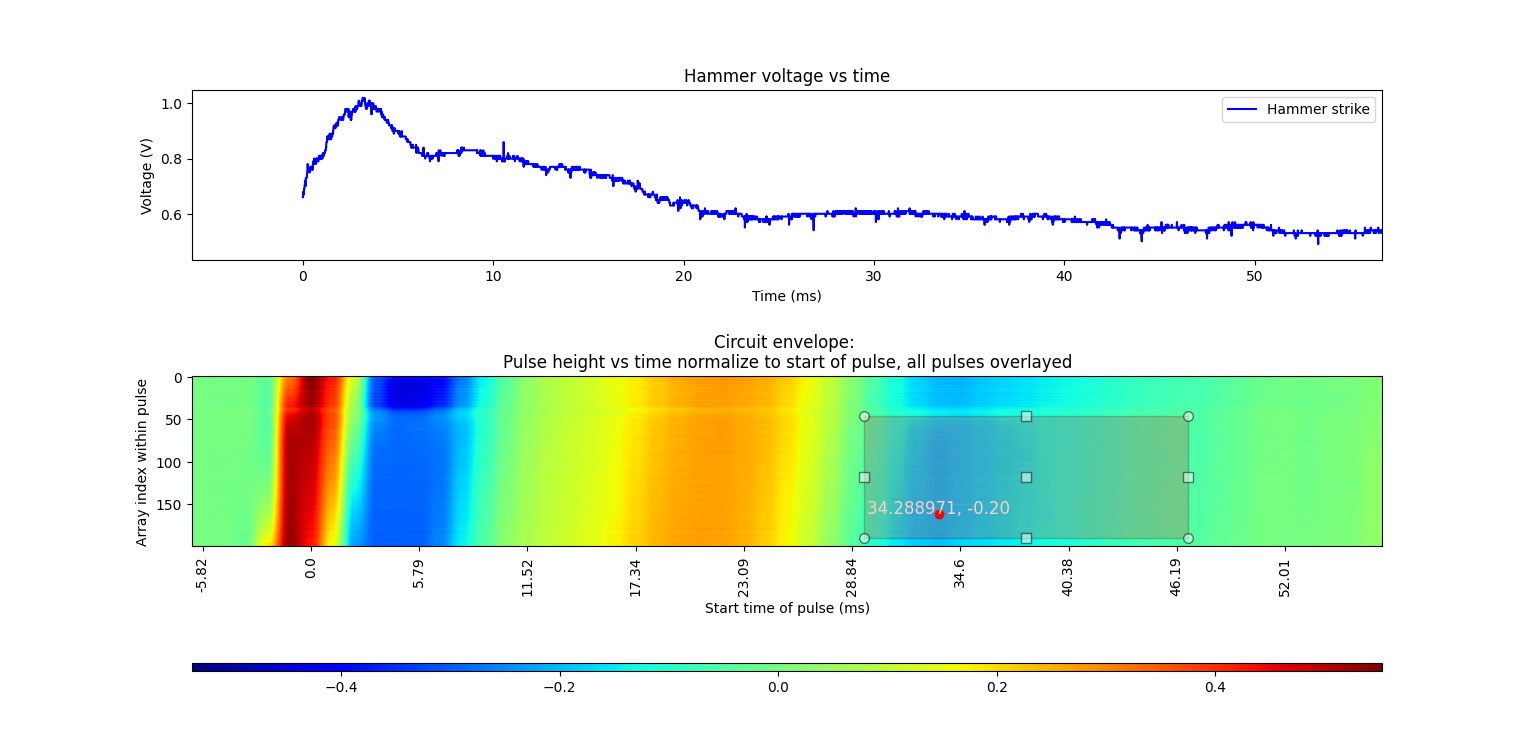 Hammer voltage vs time
1.0
0.8
0.6
Voltage (V)
Hammer strike
0 10 20 30 40 50
Time (ms)
Circuit envelope:
Pulse height vs time normalize to start of pulse, all pulses overlayed
0
50
100
150
Array index within pulse
34.288971, -0.20
-5.82 0.0 5.79 11.52 17.34 23.09 28.84 34.6 40.38 46.19 52.01
Start time of pulse (ms)
−0.4 −0.2 0.0 0.2 0.4